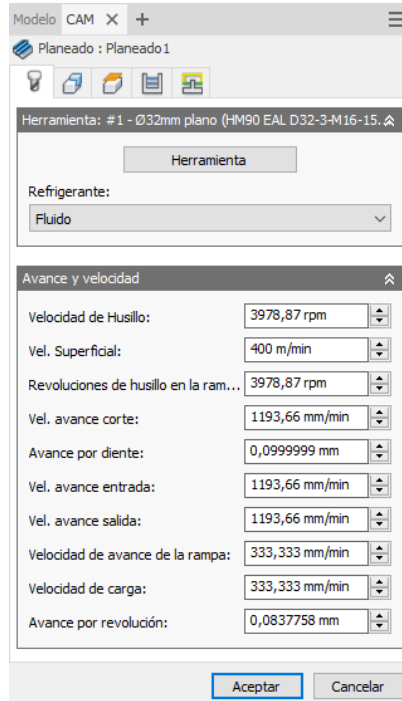 Modelo CAM
Planeado : Planeado1
Herramienta: #1 - Ø32mm plano (HM90 EAL D32-3-M16-15.
Herramienta
Refrigerante:
Fluido
Avance y velocidad
Velocidad de Husillo: 3978,87 rpm
Vel. Superficial: 400 m/min
Revoluciones de husillo en la ram... 3978,87 rpm
Vel. avance corte: 1193,66 mm/min
Avance por diente: 0,0999999 mm
Vel. avance entrada: 1193,66 mm/min
Vel. avance salida: 1193,66 mm/min
Velocidad de avance de la rampa: 333,333 mm/min
Velocidad de carga: 333,333 mm/min
Avance por revolución: 0,0837758 mm
Aceptar Cancelar